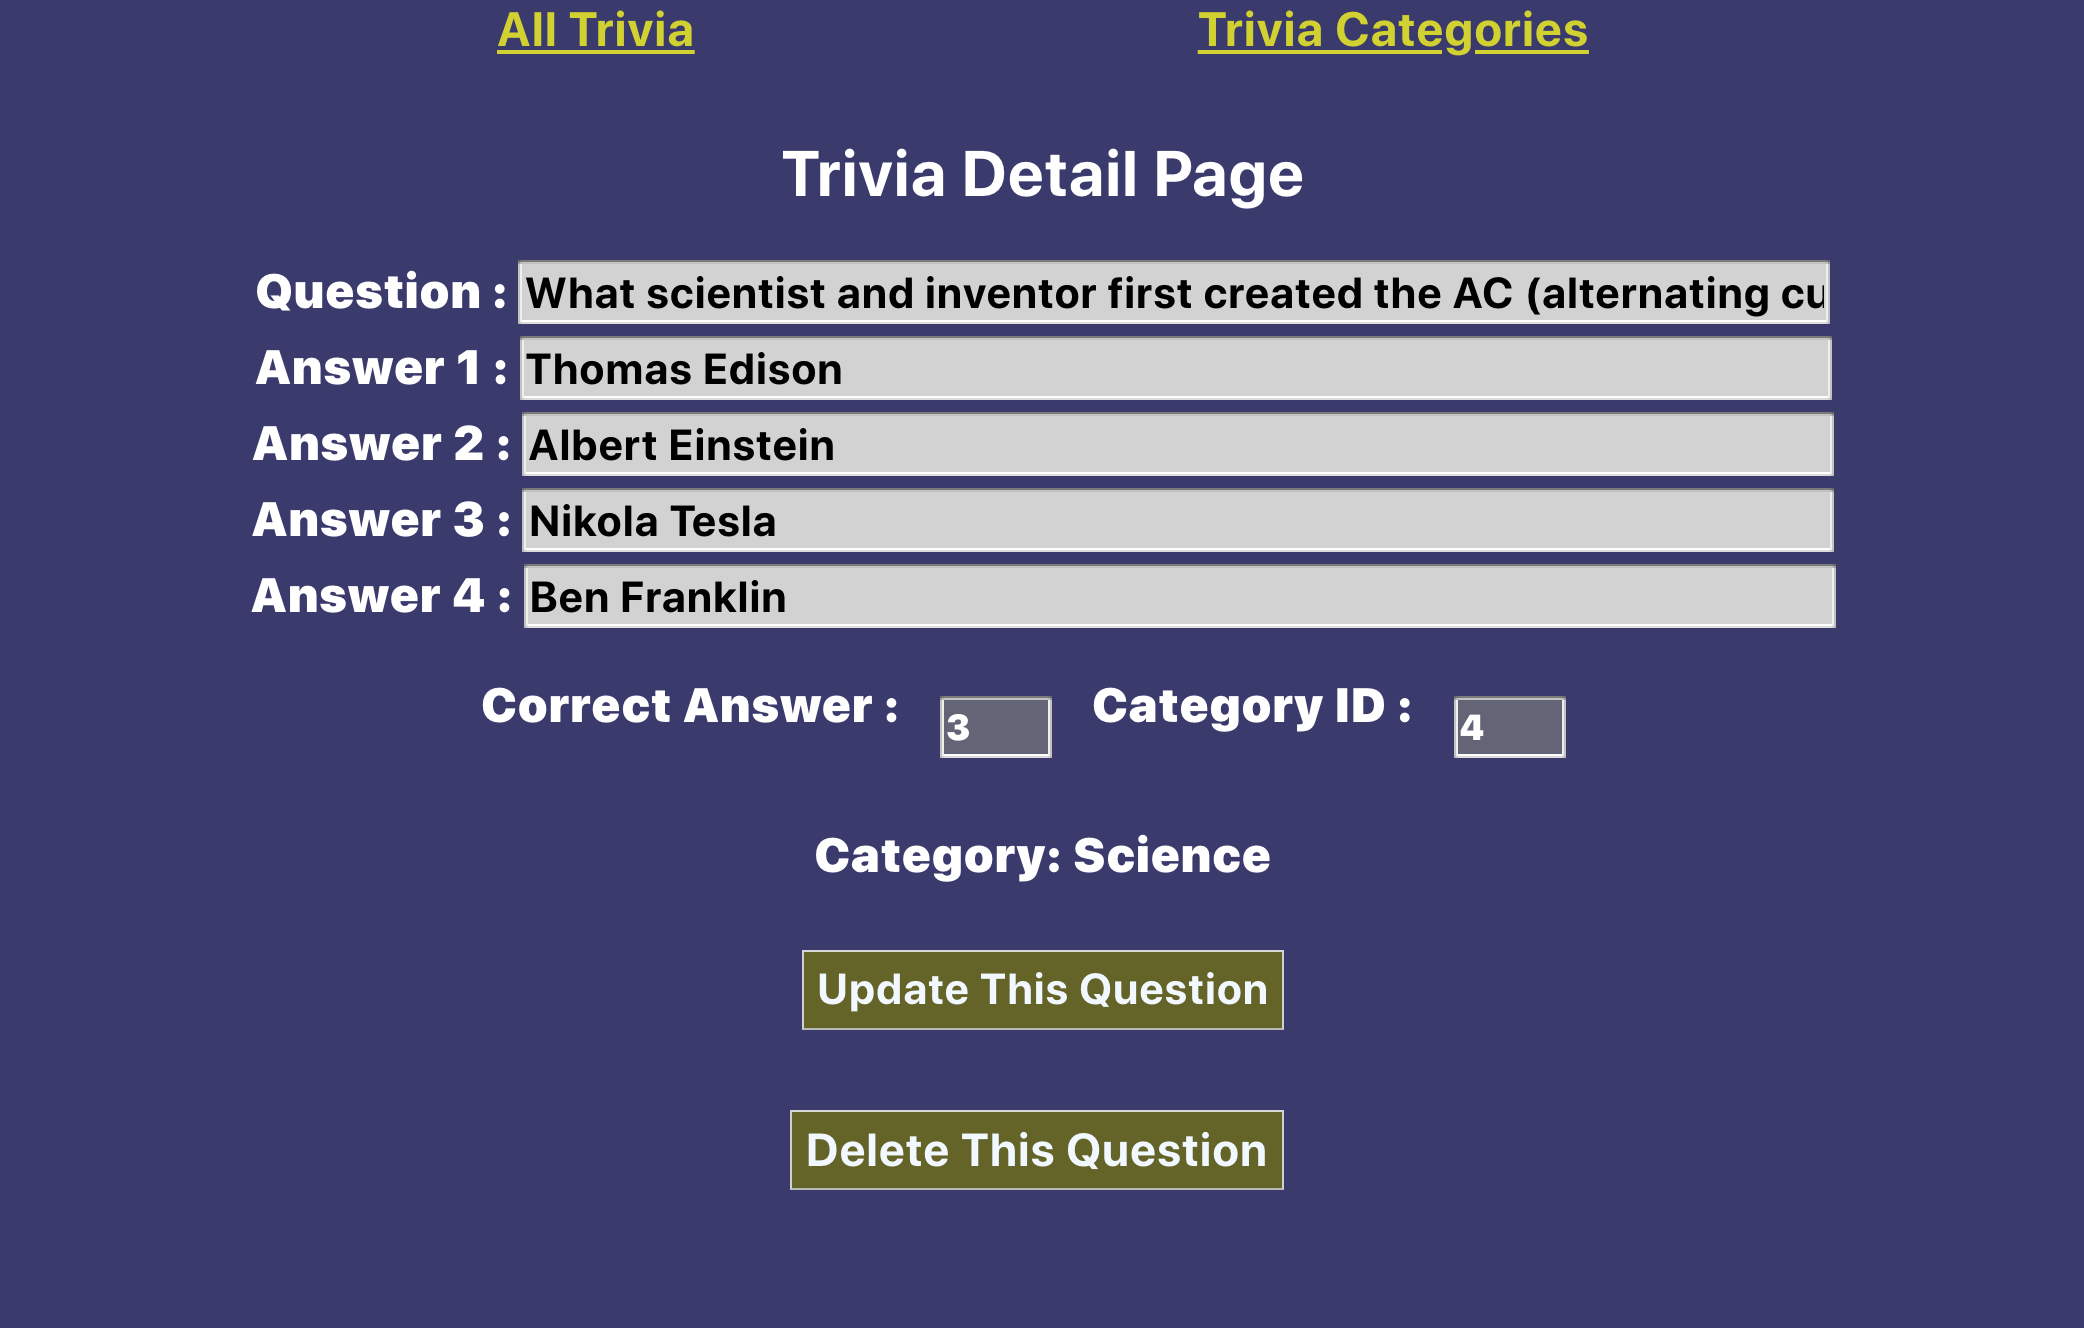 All Trivia Trivia Categories
Trivia Detail Page
Question : What scientist and inventor first created the AC (alternating cu
Answer 1 : Thomas Edison
Answer 2 : Albert Einstein
Answer 3 : Nikola Tesla
Answer 4 : Ben Franklin
Correct Answer : 3 Category ID : 4
Category: Science
Update This Question
Delete This Question